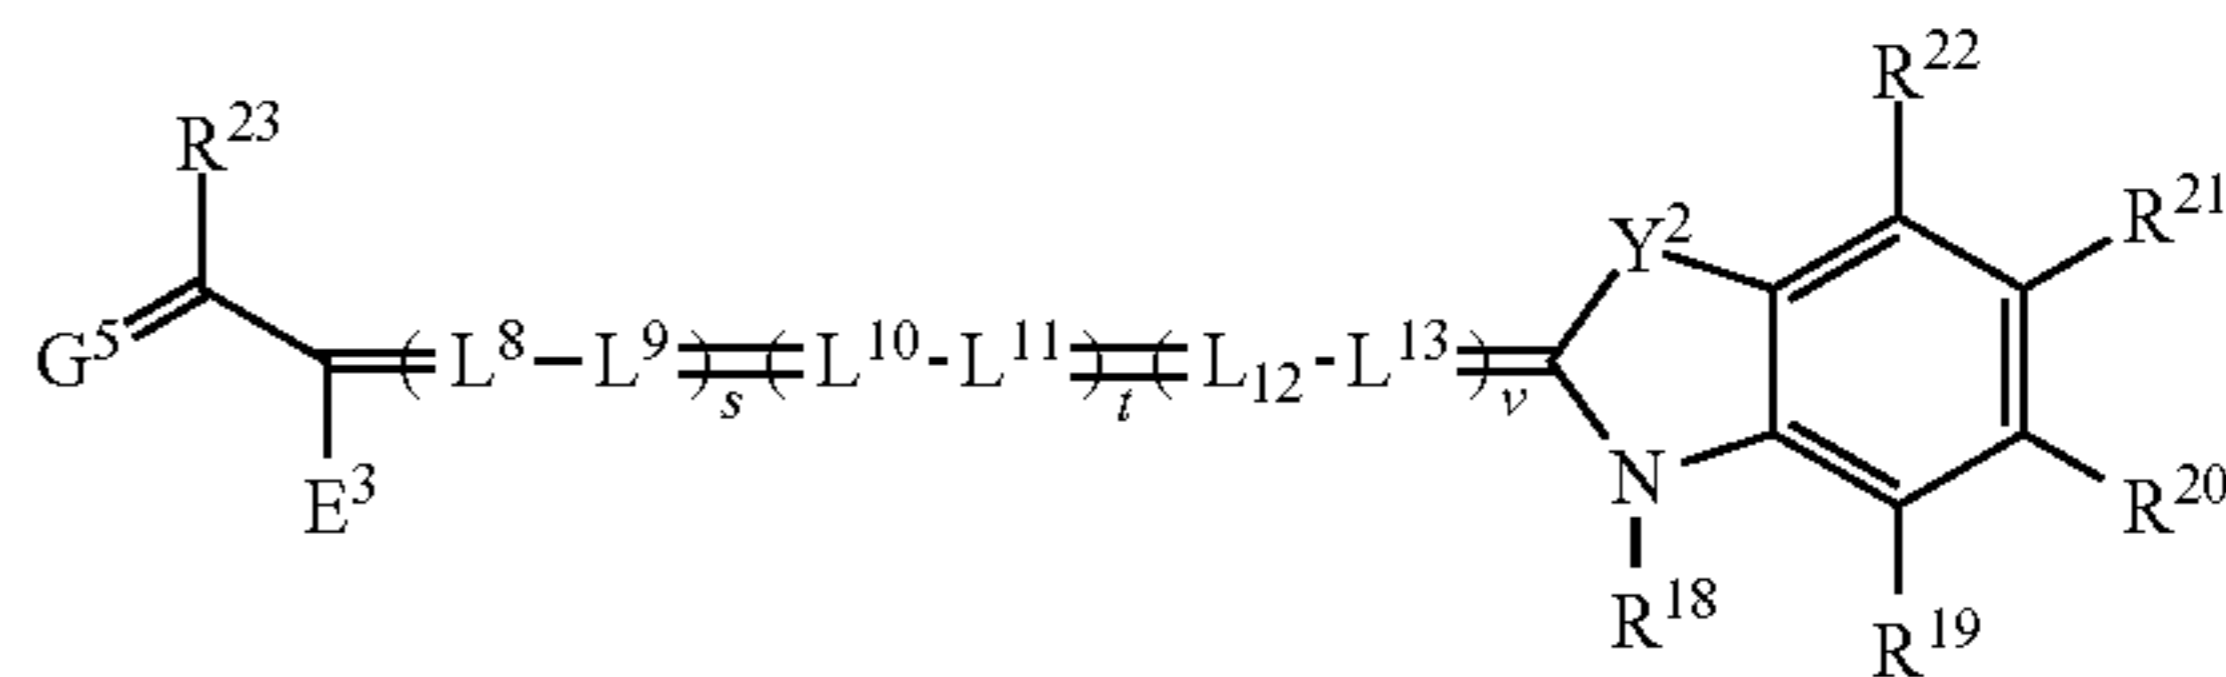 R²²
R²³
R²¹
Y²
G⁵ (L⁸–L⁹)s (L¹⁰-L¹¹)t (L₁₂-L¹³)v
E³
N
R²⁰
R¹⁸
R¹⁹